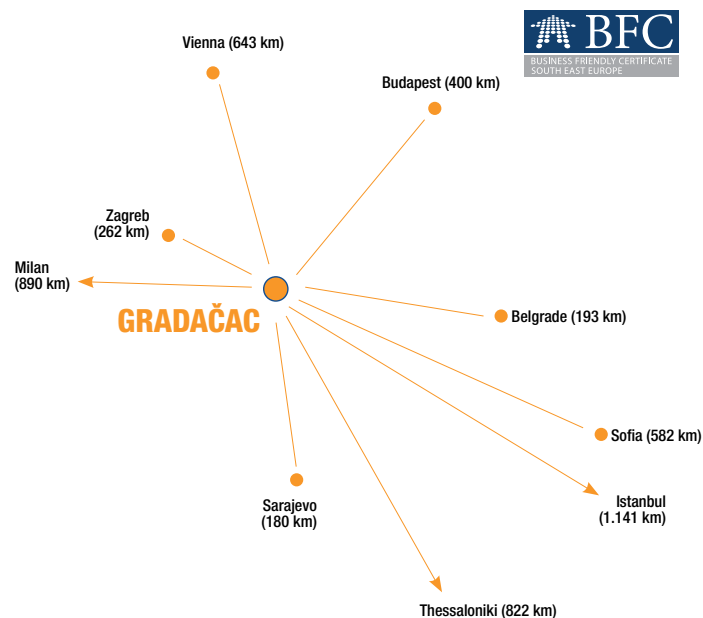 BFC
BUSINESS FRIENDLY CERTIFICATE
SOUTH EAST EUROPE
Vienna (643 km)
Budapest (400 km)
Zagreb
(262 km)
Milan
(890 km)
GRADAČAC
Belgrade (193 km)
Sofia (582 km)
Sarajevo
(180 km)
Istanbul
(1.141 km)
Thessaloniki (822 km)